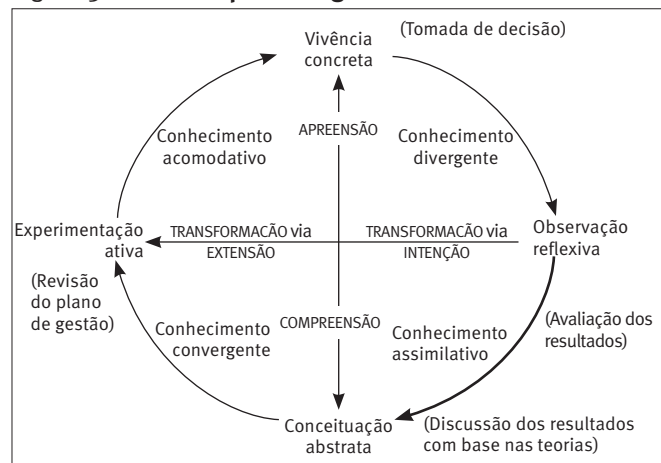 Vivência
concreta
(Tomada de decisão)
APREENSÃO
Conhecimento
acomodativo
Conhecimento
divergente
Experimentação
ativa
TRANSFORMACÃO via
EXTENSÃO
TRANSFORMACÃO via
INTENÇÃO
Observação
reflexiva
(Revisão
do plano
de gestão)
Conhecimento
convergente
COMPREENSÃO
Conhecimento
assimilativo
(Avaliação dos
resultados)
Conceituação
abstrata
(Discussão dos resultados
com base nas teorias)